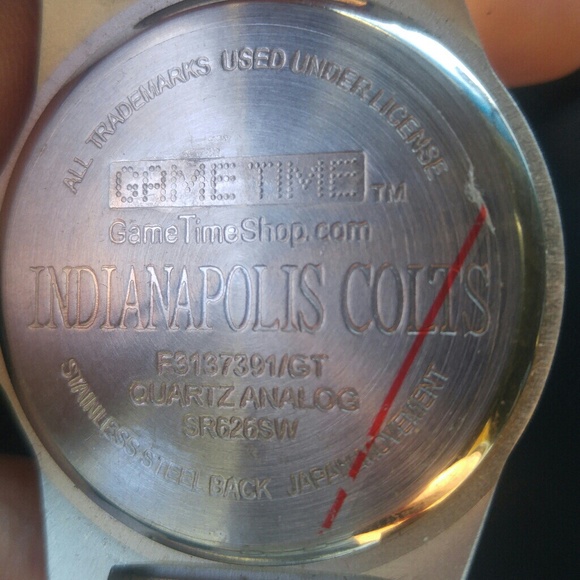 ALL TRADEMARKS USED UNDER LICENSE
GAME TIME ™
GameTimeShop.com
INDIANAPOLIS COLTS
F3137391/GT
QUARTZ ANALOG
SR626SW
STAINLESS STEEL BACK JAPAN MOVEMENT